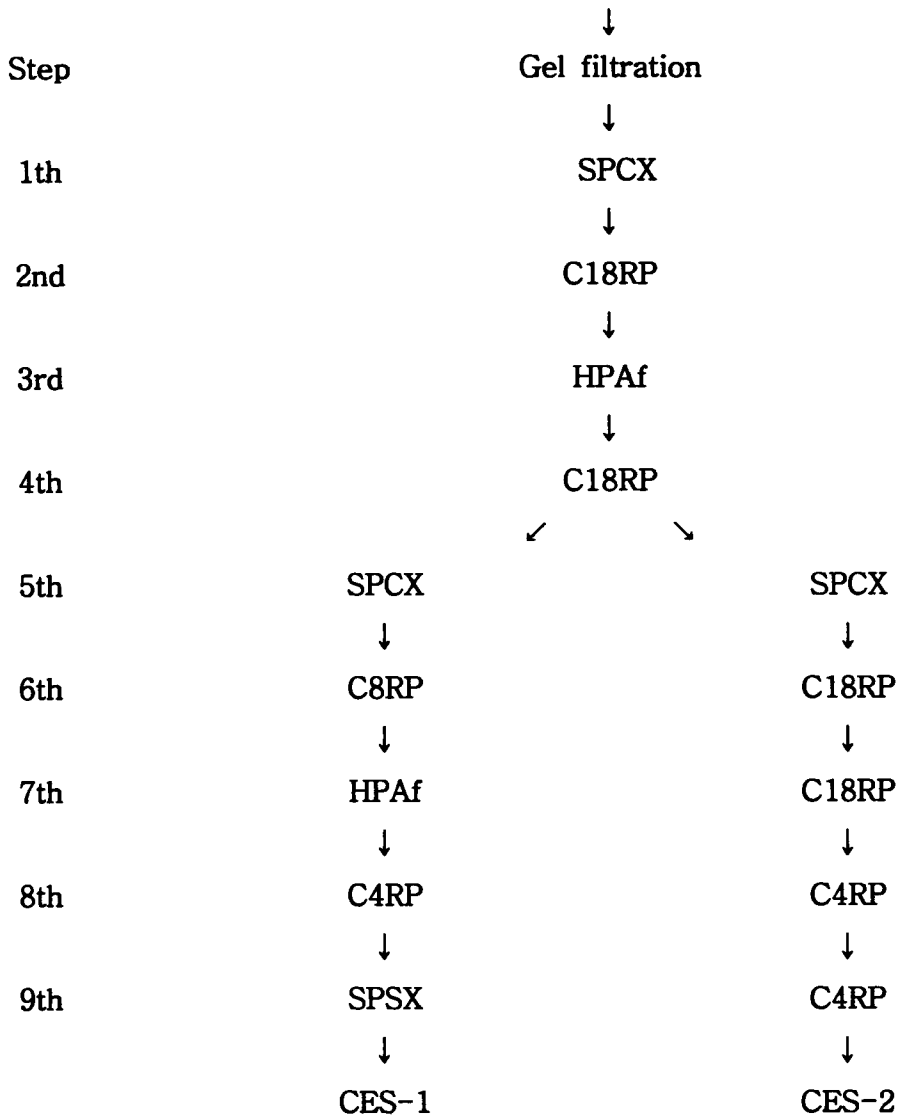 ↓
Step Gel filtration
↓
1th SPCX
↓
2nd C18RP
↓
3rd HPAf
↓
4th C18RP
↙ ↘
5th SPCX SPCX
↓ ↓
6th C8RP C18RP
↓ ↓
7th HPAf C18RP
↓ ↓
8th C4RP C4RP
↓ ↓
9th SPSX C4RP
↓ ↓
CES-1 CES-2